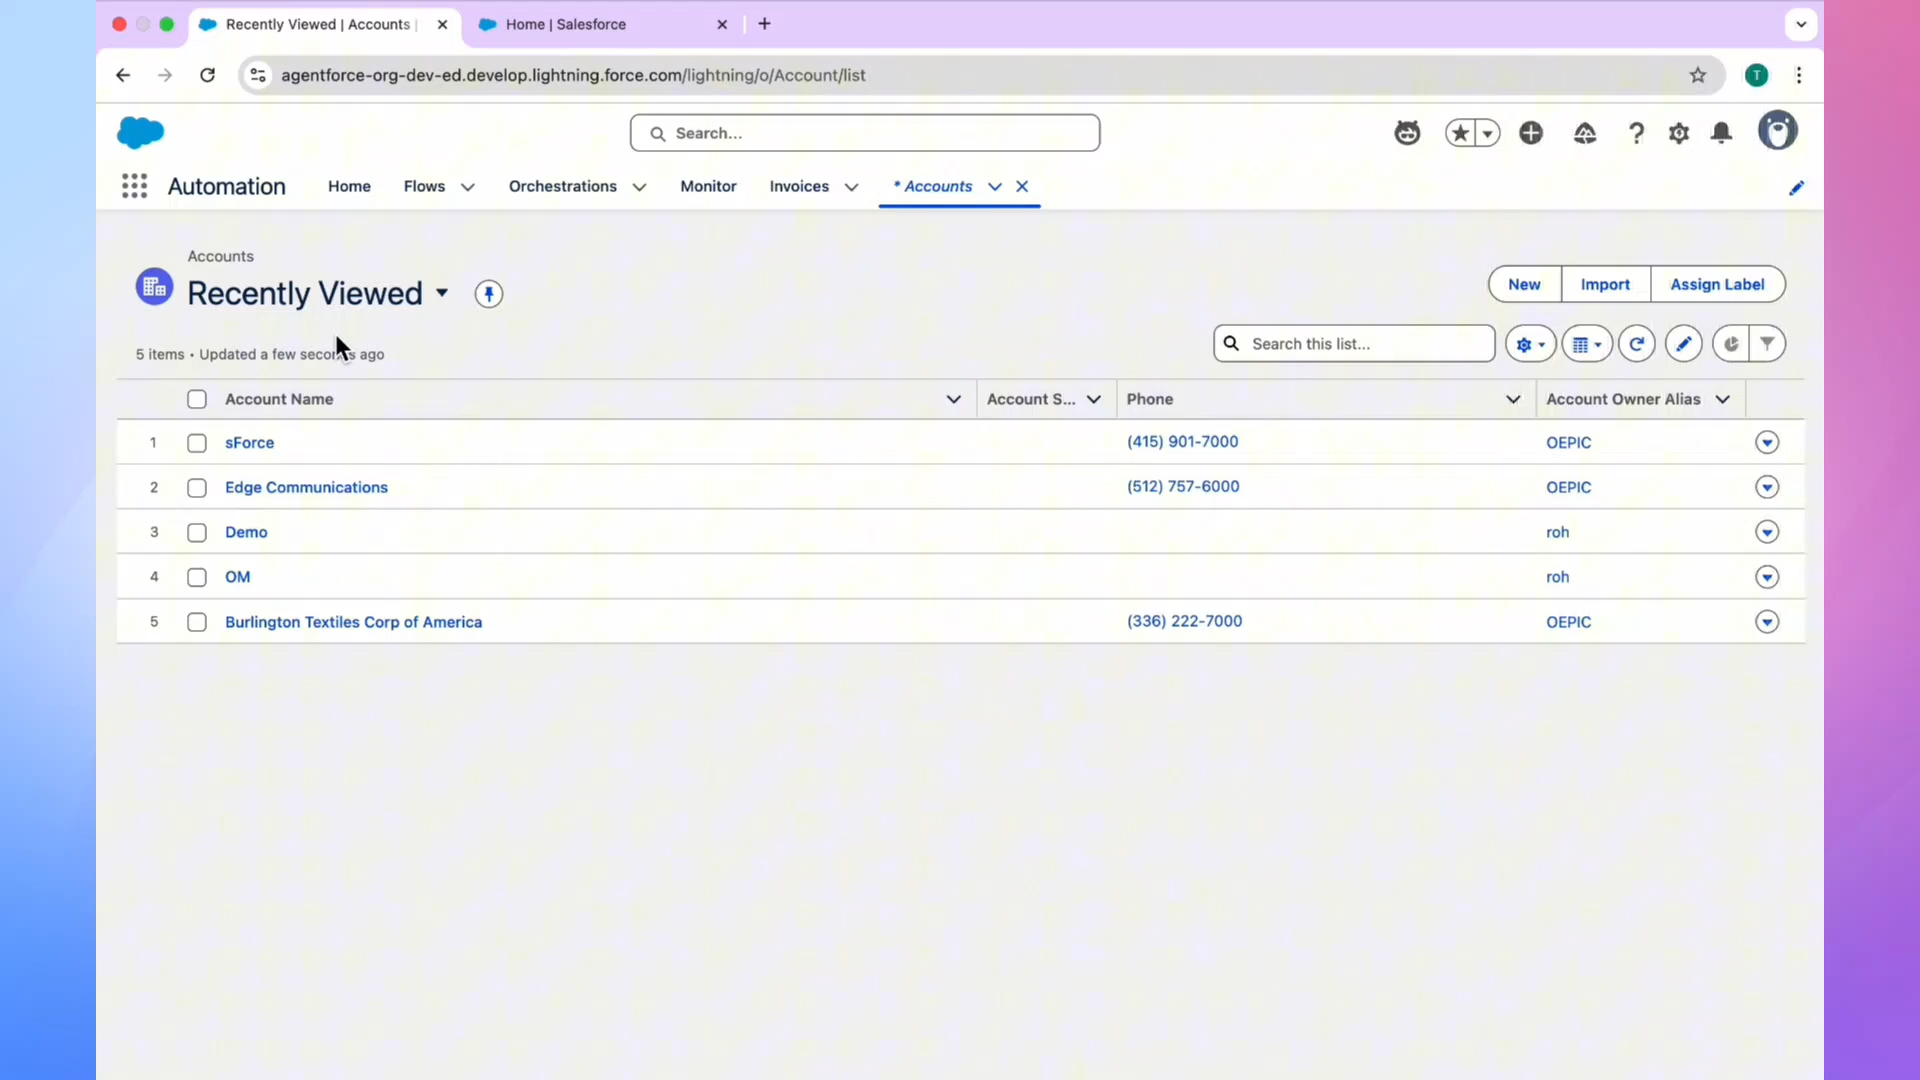 Recently Viewed | Accounts |
Home | Salesforce
agentforce-org-dev-ed.develop.lightning.force.com/lightning/o/Account/list
T
Search...
Automation Home Flows Orchestrations Monitor Invoices * Accounts
Accounts
Recently Viewed
New Import Assign Label
5 items • Updated a few seconds ago
Search this list...
Account Name Account S... Phone Account Owner Alias
1 sForce (415) 901-7000 OEPIC
2 Edge Communications (512) 757-6000 OEPIC
3 Demo roh
4 OM roh
5 Burlington Textiles Corp of America (336) 222-7000 OEPIC